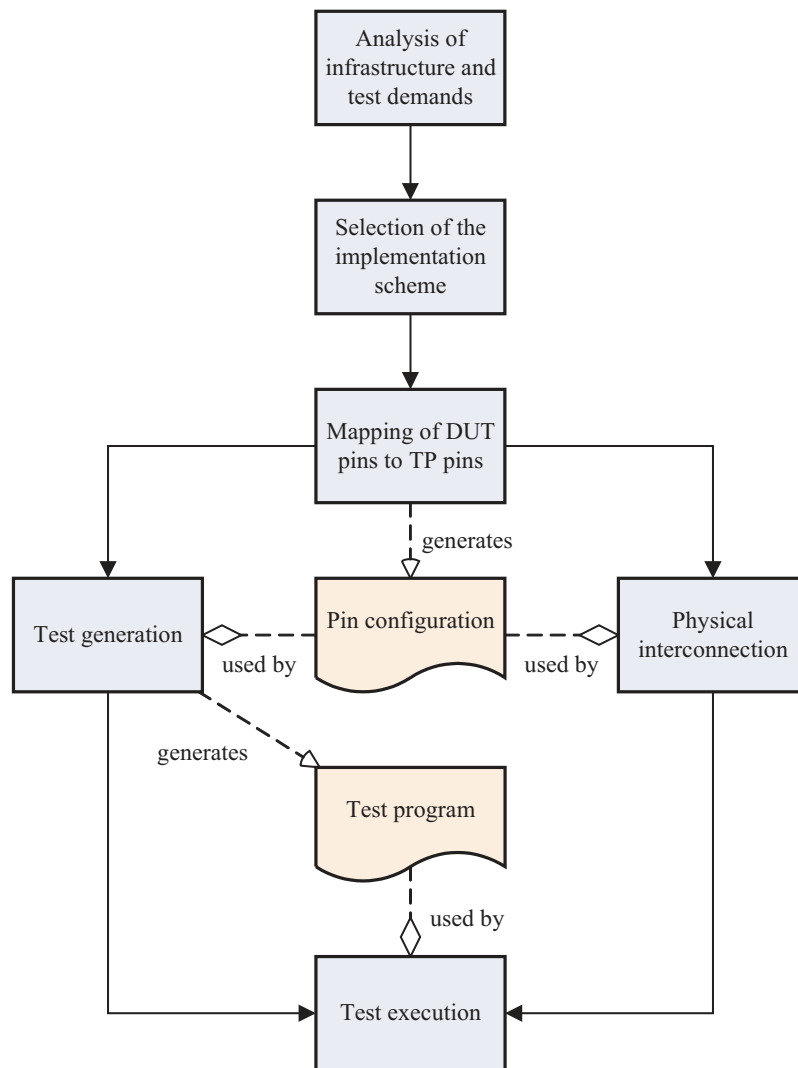 Analysis of
infrastructure and
test demands
Selection of the
implementation
scheme
Mapping of DUT
pins to TP pins
generates
Test generation
Pin configuration
Physical
interconnection
used by
used by
generates
Test program
used by
Test execution